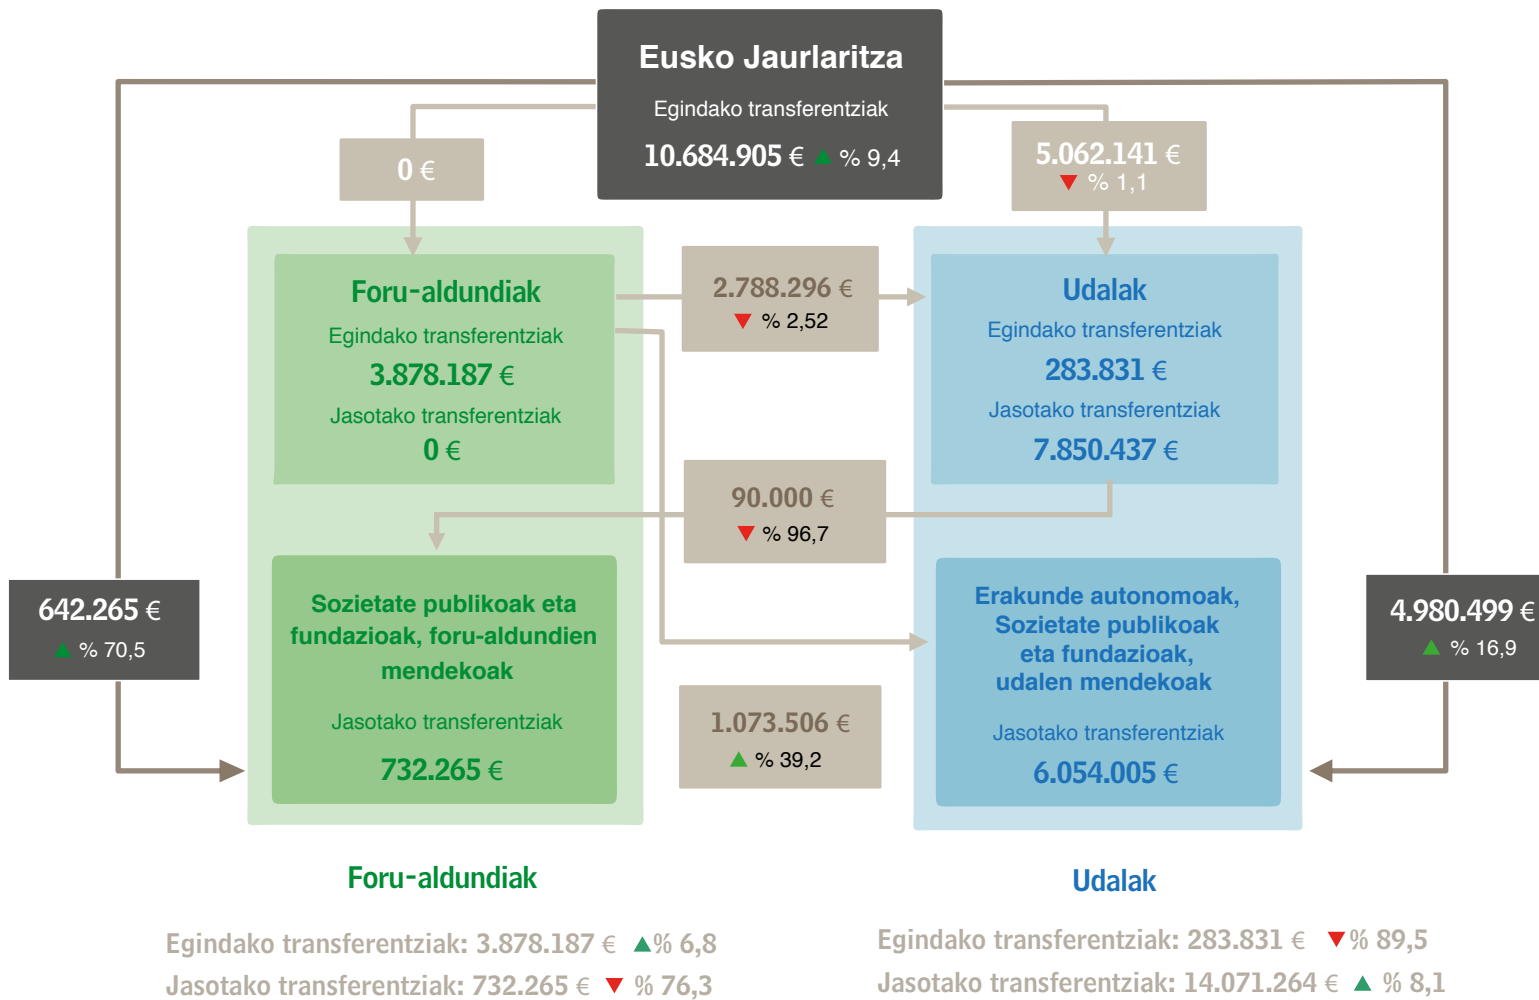 Eusko Jaurlaritza
Egindako transferentziak
10.684.905 € ▲ % 9,4
0 €
5.062.141 €
▼ % 1,1
Foru-aldundiak
Egindako transferentziak
3.878.187 €
Jasotako transferentziak
0 €
2.788.296 €
▼ % 2,52
Udalak
Egindako transferentziak
283.831 €
Jasotako transferentziak
7.850.437 €
90.000 €
▼ % 96,7
642.265 €
▲ % 70,5
Sozietate publikoak eta
fundazioak, foru-aldundien
mendekoak
Jasotako transferentziak
732.265 €
1.073.506 €
▲ % 39,2
Erakunde autonomoak,
Sozietate publikoak
eta fundazioak,
udalen mendekoak
Jasotako transferentziak
6.054.005 €
4.980.499 €
▲ % 16,9
Foru-aldundiak
Egindako transferentziak: 3.878.187 € ▲% 6,8
Jasotako transferentziak: 732.265 € ▼ % 76,3
Udalak
Egindako transferentziak: 283.831 € ▼% 89,5
Jasotako transferentziak: 14.071.264 € ▲ % 8,1